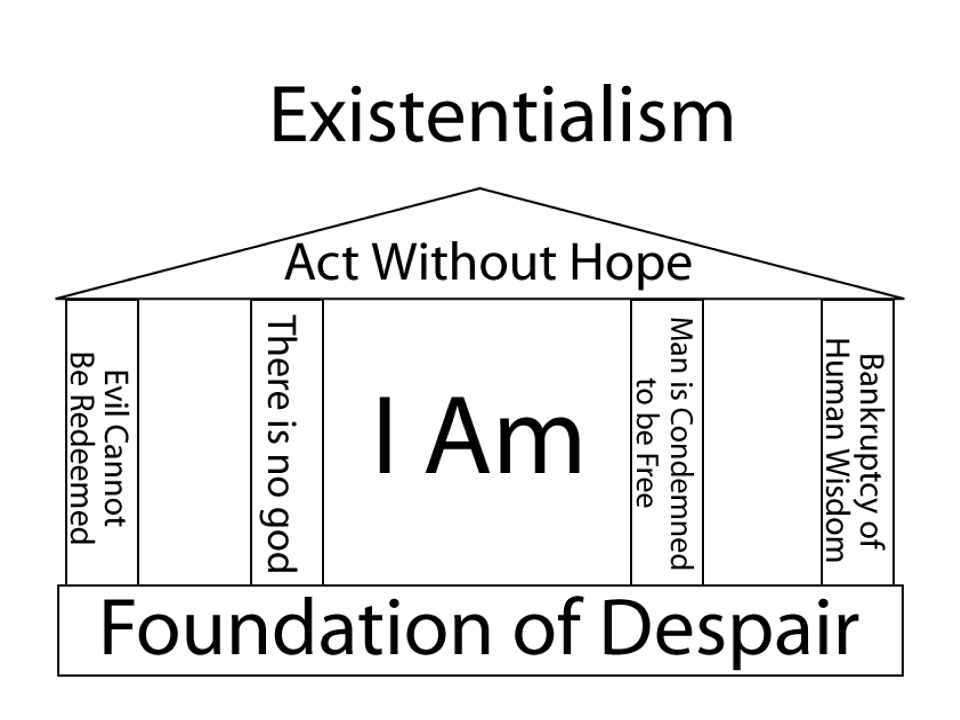 Existentialism
Act Without Hope
Evil Cannot
Be Redeemed
There is no god
I Am
Man is Condemned
to be Free
Bankruptcy of
Human Wisdom
Foundation of Despair